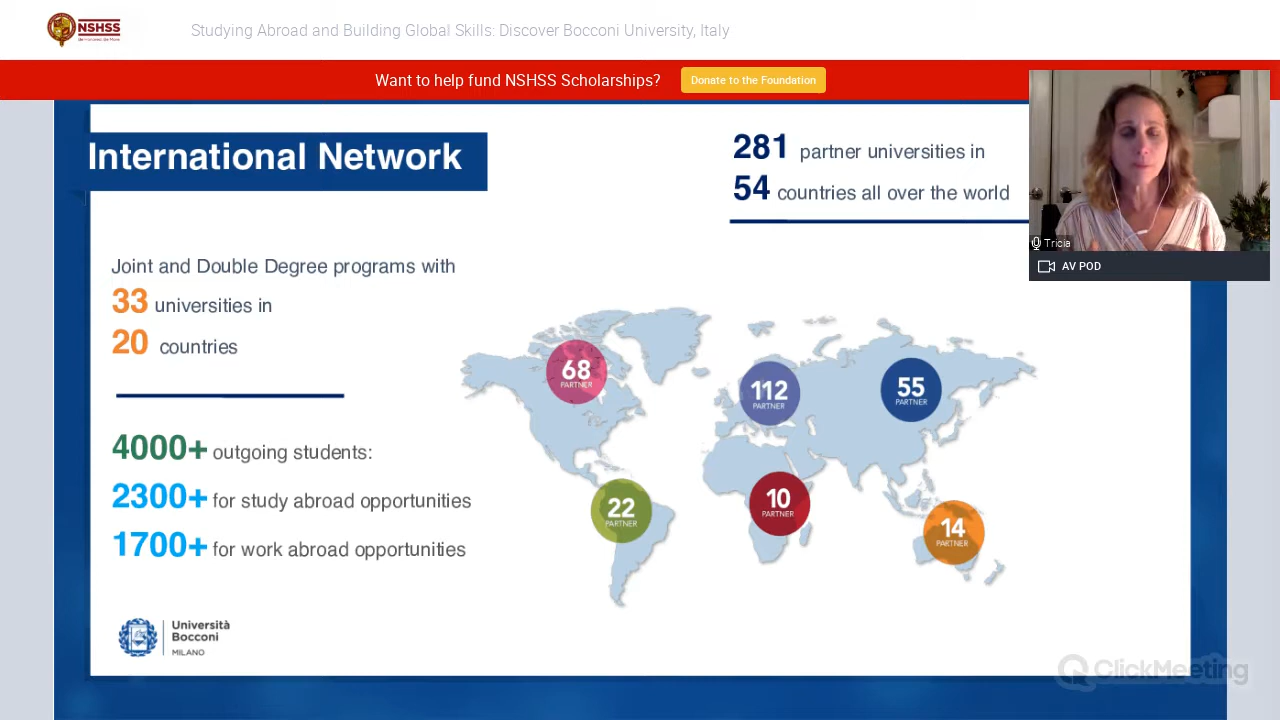 NSHSS
Studying Abroad and Building Global Skills: Discover Bocconi University, Italy
Want to help fund NSHSS Scholarships?
Donate to the Foundation
International Network
281 partner universities in
54 countries all over the world
Tricia
AV POD
Joint and Double Degree programs with
33 universities in
20 countries
4000+ outgoing students:
2300+ for study abroad opportunities
1700+ for work abroad opportunities
68
PARTNER
112
PARTNER
55
PARTNER
22
PARTNER
10
PARTNER
14
PARTNER
Università
Bocconi
MILANO
ClickMeeting